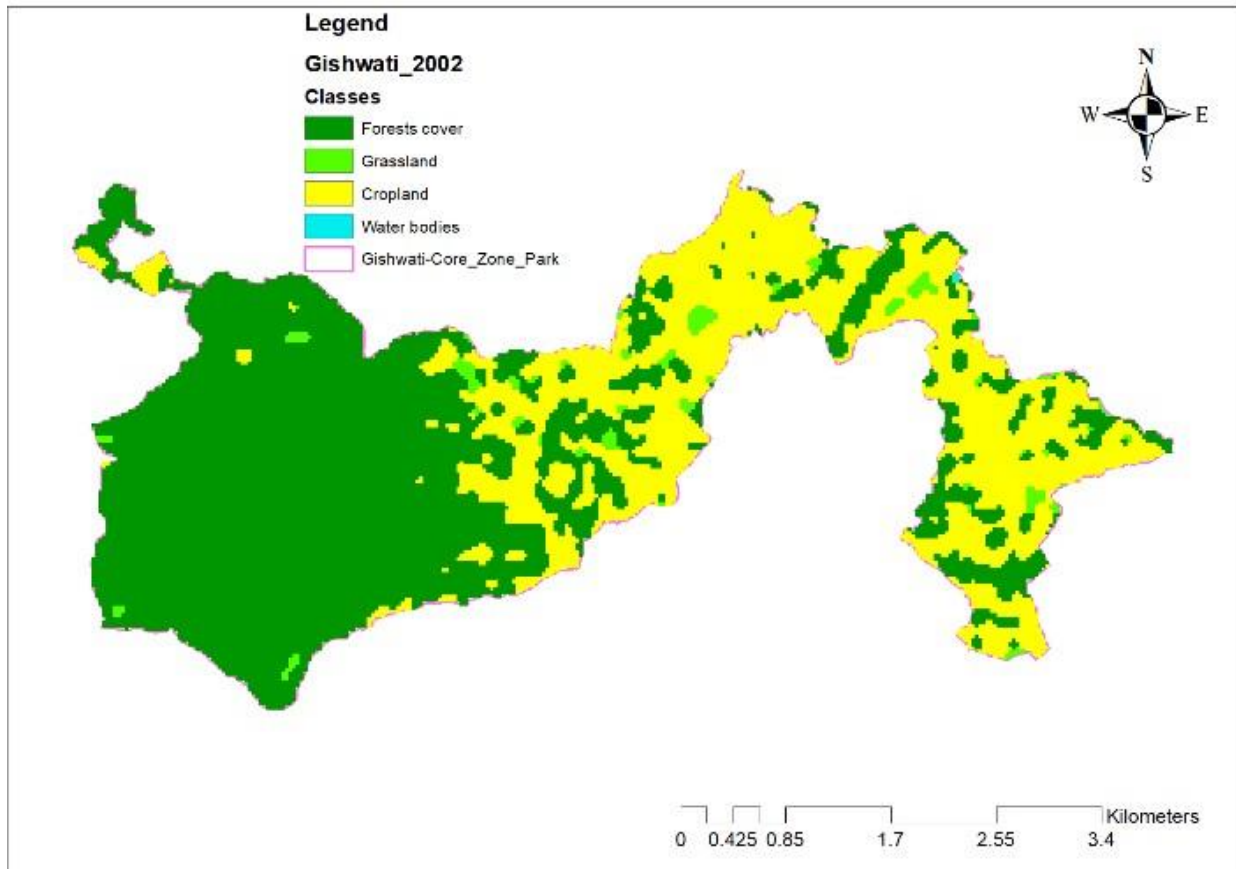 Legend
Gishwati_2002
Classes
Forests cover
Grassland
Cropland
Water bodies
Gishwati-Core_Zone_Park
N
W E
S
Kilometers
0 0.425 0.85 1.7 2.55 3.4